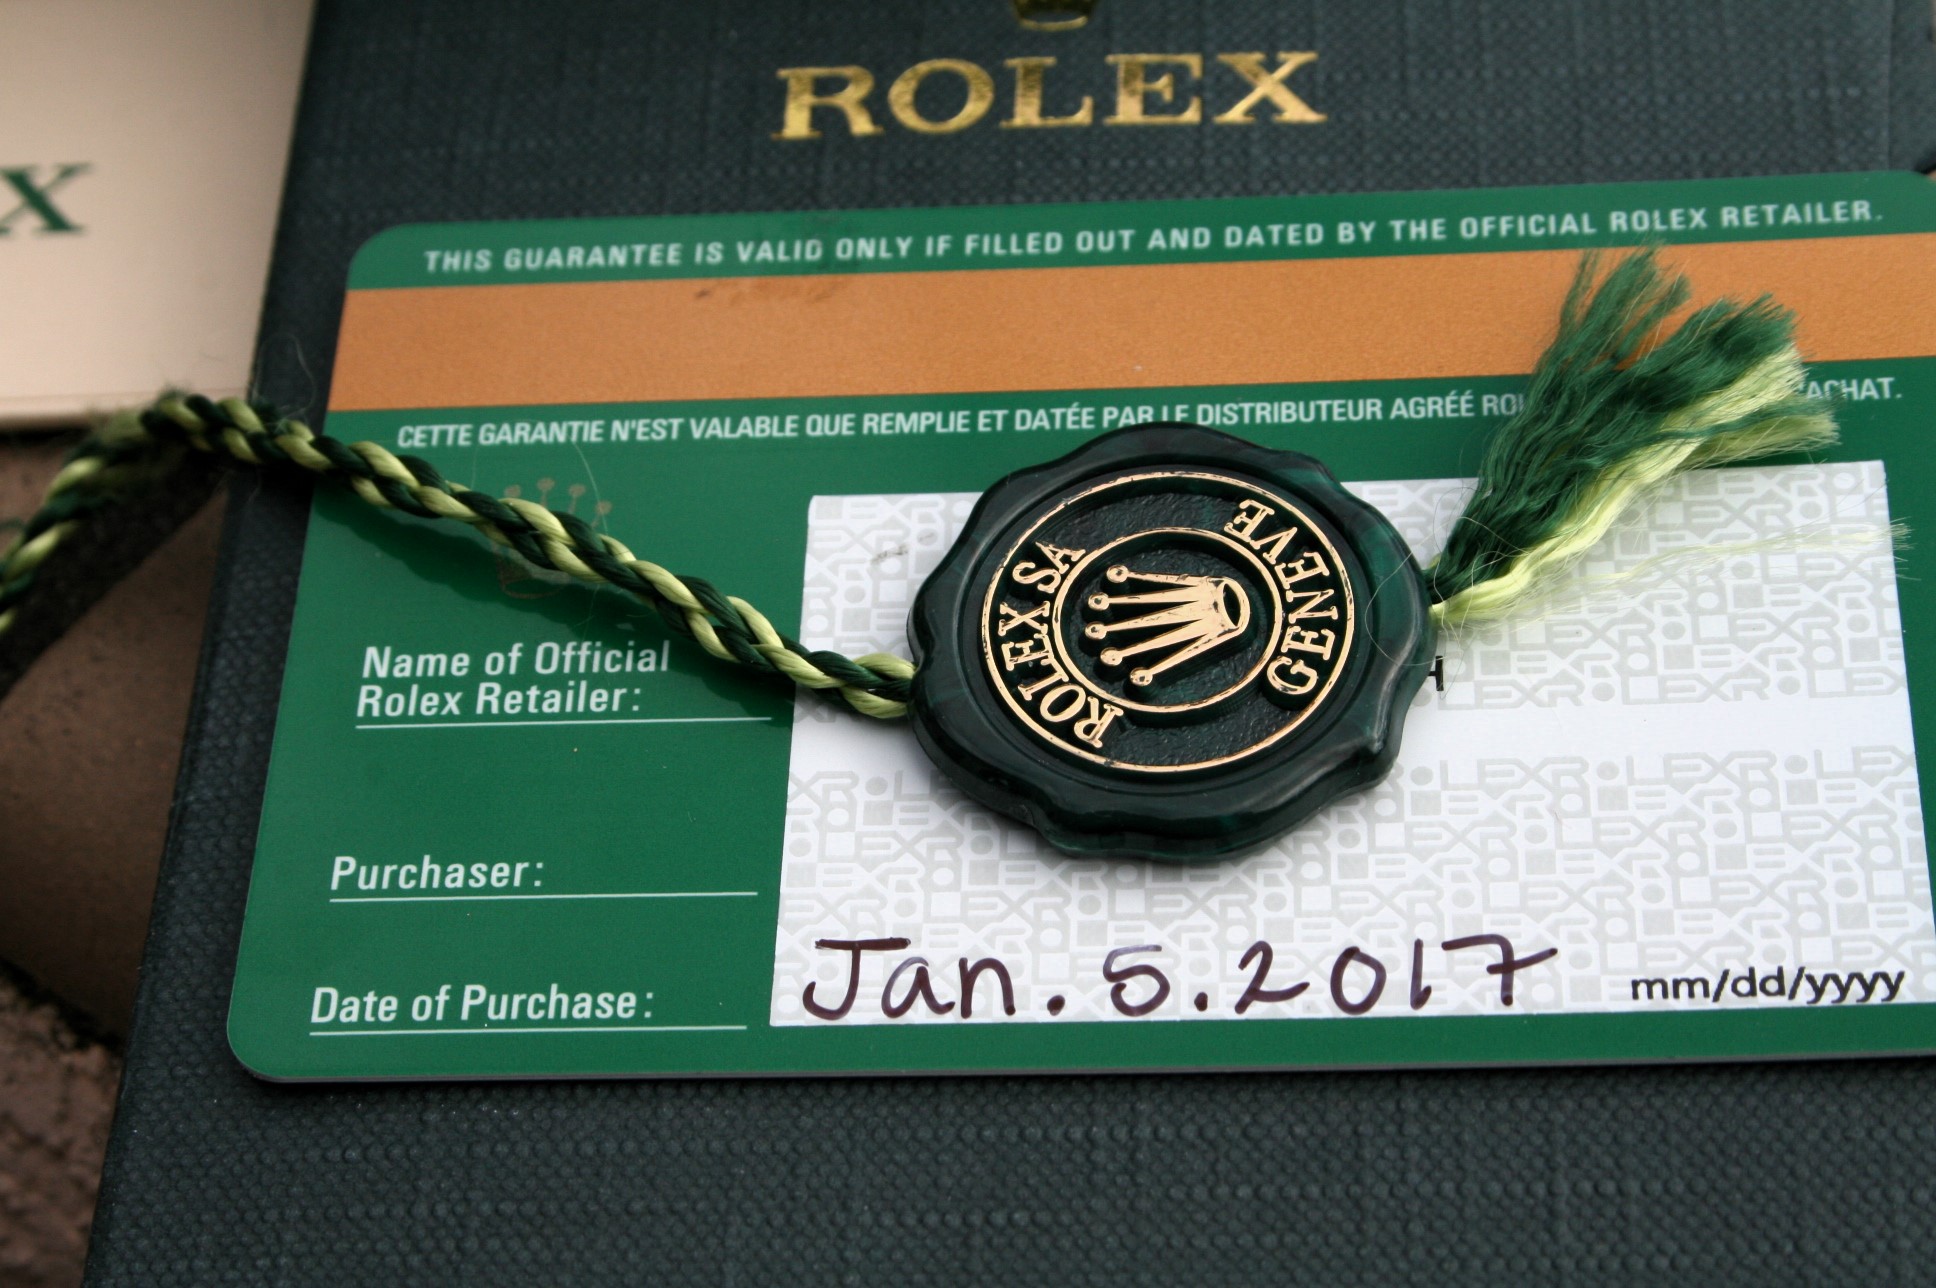 ROLEX
X
THIS GUARANTEE IS VALID ONLY IF FILLED OUT AND DATED BY THE OFFICIAL ROLEX RETAILER.
CETTE GARANTIE N'EST VALABLE QUE REMPLIE ET DATÉE PAR LE DISTRIBUTEUR AGRÉÉ
ROLEX SA
GENEVE
Name of Official
Rolex Retailer:
Purchaser:
Date of Purchase:
Jan. 5. 2017
mm/dd/yyyy